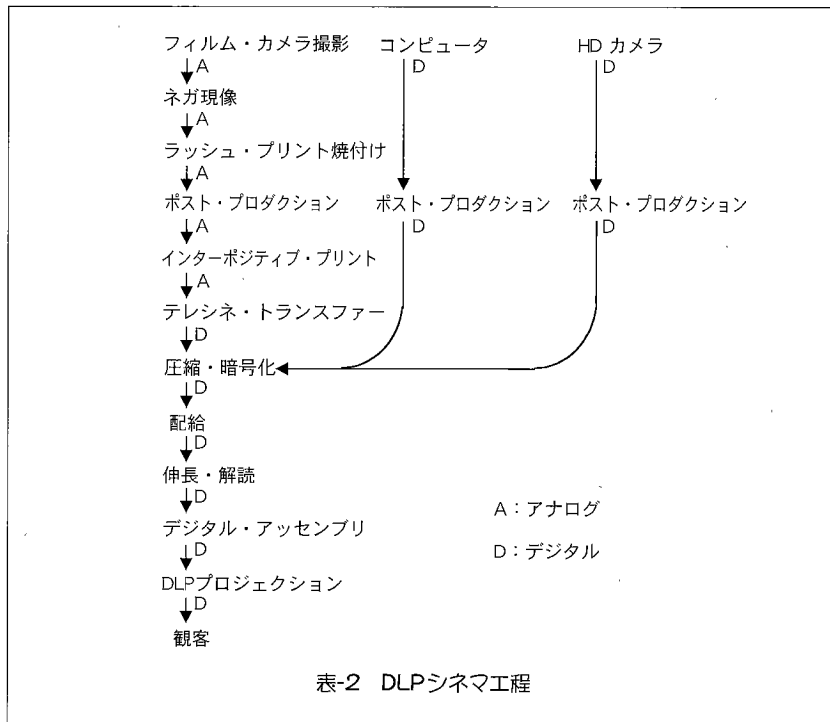 フィルム・カメラ撮影 コンピュータ HD カメラ
A D D
ネガ現像
A
ラッシュ・プリント焼付け
A
ポスト・プロダクション ポスト・プロダクション ポスト・プロダクション
A D D
インターポジティブ・プリント
A
テレシネ・トランスファー
D
圧縮・暗号化
D
配給
D
伸長・解読
D
A：アナログ
デジタル・アッセンブリ
D
D：デジタル
DLPプロジェクション
D
観客
表-2 DLPシネマ工程